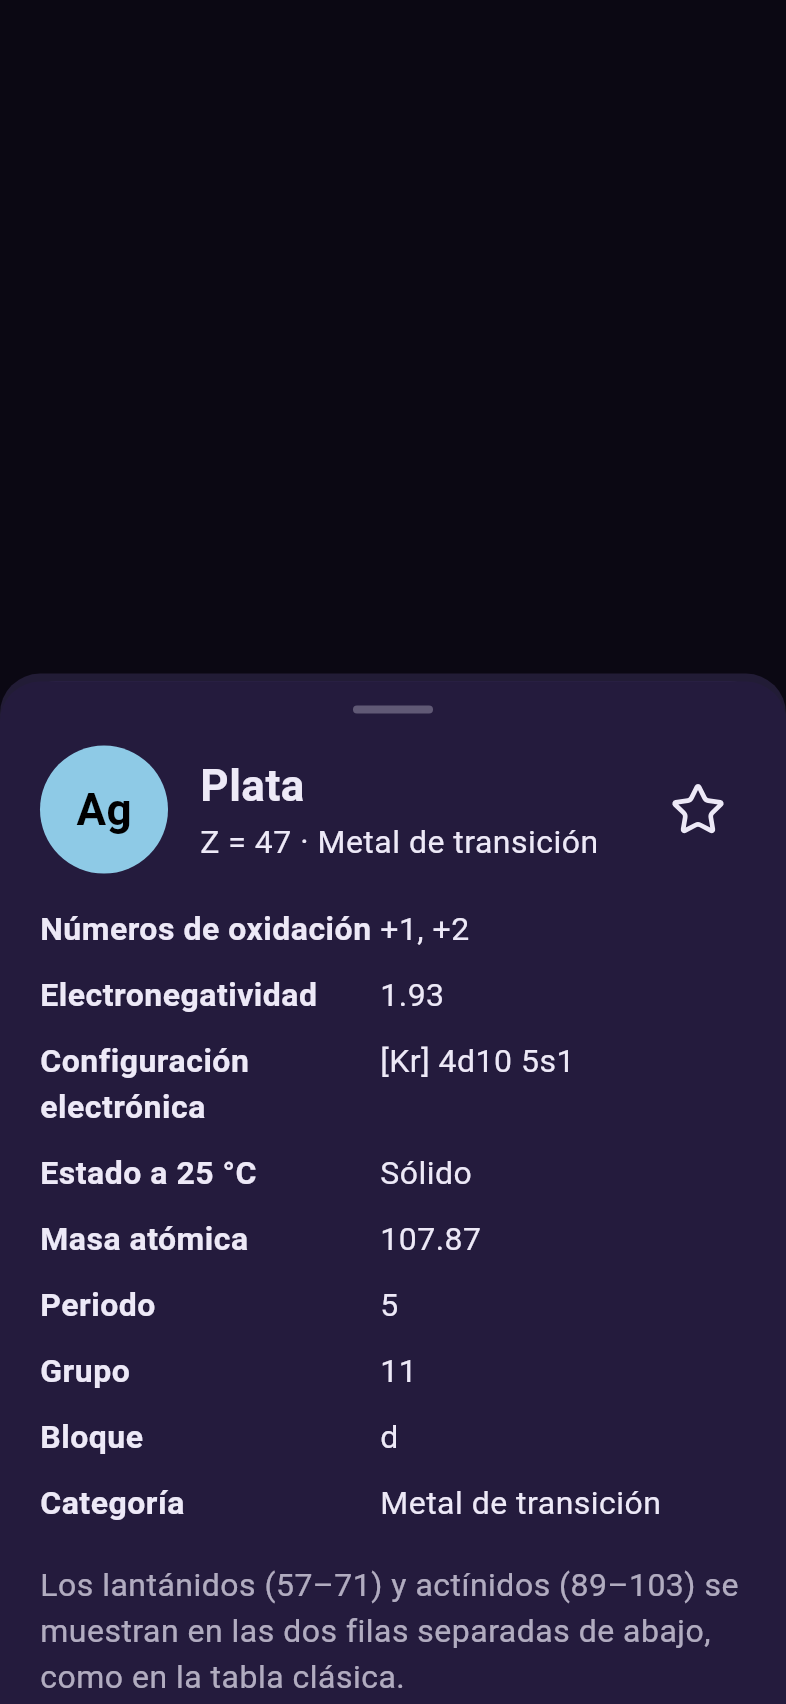 Ag
Plata
Z = 47 · Metal de transición
Números de oxidación +1, +2
Electronegatividad 1.93
Configuración electrónica [Kr] 4d10 5s1
Estado a 25 °C Sólido
Masa atómica 107.87
Periodo 5
Grupo 11
Bloque d
Categoría Metal de transición
Los lantánidos (57–71) y actínidos (89–103) se
muestran en las dos filas separadas de abajo,
como en la tabla clásica.